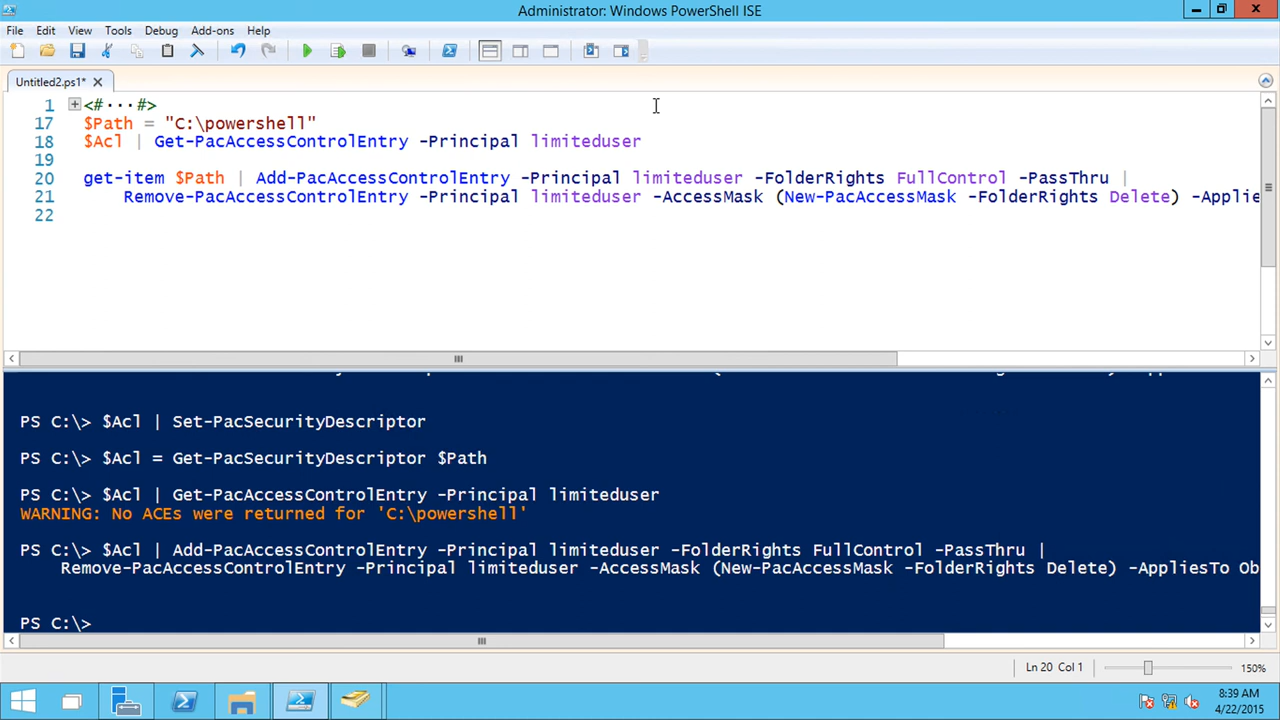 Administrator: Windows PowerShell ISE
File Edit View Tools Debug Add-ons Help
Untitled2.ps1* X
1 <#···#>
17 $Path = "C:\powershell"
18 $Acl | Get-PacAccessControlEntry -Principal limiteduser
19
20 get-item $Path | Add-PacAccessControlEntry -Principal limiteduser -FolderRights FullControl -PassThru |
21 Remove-PacAccessControlEntry -Principal limiteduser -AccessMask (New-PacAccessMask -FolderRights Delete) -Applie
22
PS C:\> $Acl | Set-PacSecurityDescriptor
PS C:\> $Acl = Get-PacSecurityDescriptor $Path
PS C:\> $Acl | Get-PacAccessControlEntry -Principal limiteduser
WARNING: No ACEs were returned for 'C:\powershell'
PS C:\> $Acl | Add-PacAccessControlEntry -Principal limiteduser -FolderRights FullControl -PassThru |
Remove-PacAccessControlEntry -Principal limiteduser -AccessMask (New-PacAccessMask -FolderRights Delete) -AppliesTo Ob
PS C:\>
Ln 20 Col 1 150%
8:39 AM
4/22/2015